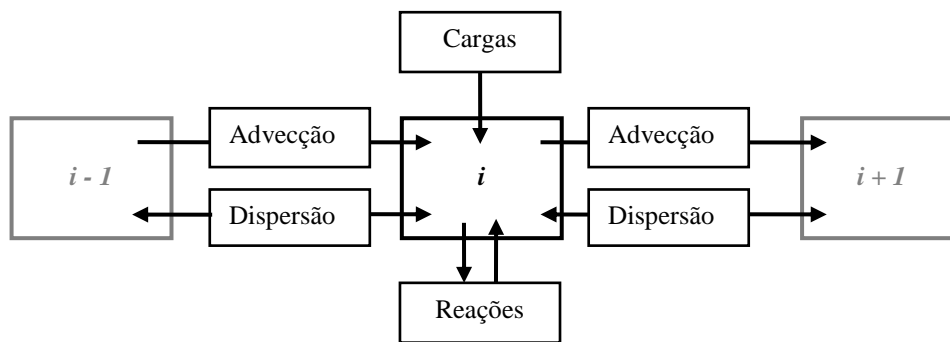 Cargas
Advecção
Advecção
i - 1
i
i + 1
Dispersão
Dispersão
Reações